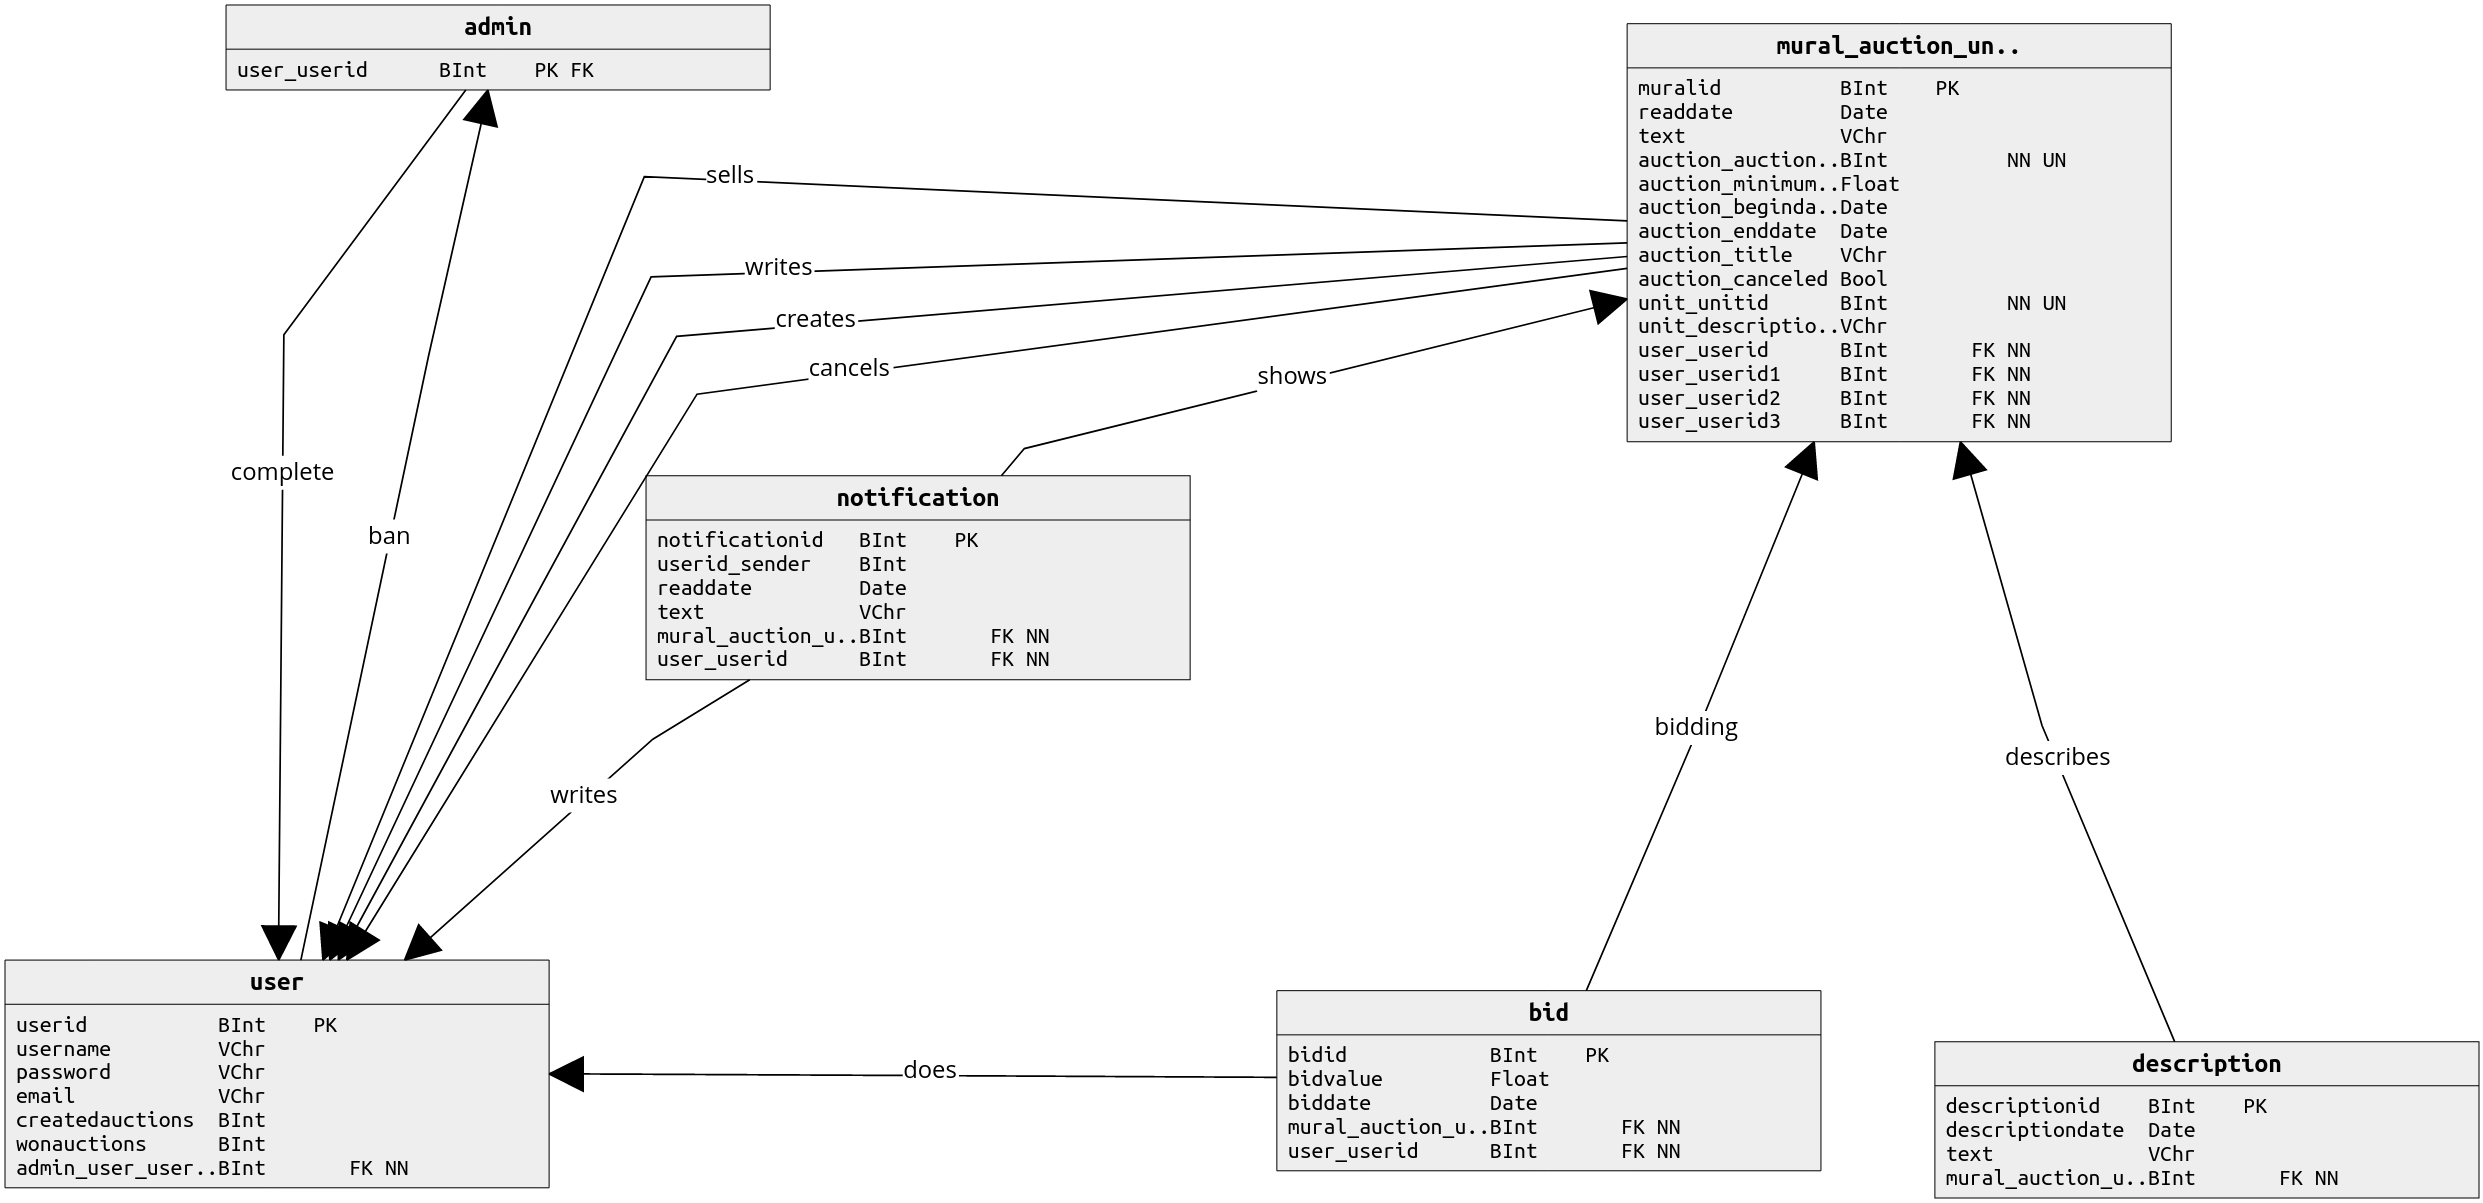 admin
user_userid BInt PK FK
mural_auction_un..
muralid BInt PK
readdate Date
text VChr
auction_auction..BInt NN UN
auction_minimum..Float
auction_beginda..Date
auction_enddate Date
auction_title VChr
auction_canceled Bool
unit_unitid BInt NN UN
unit_descriptio..VChr
user_userid BInt FK NN
user_userid1 BInt FK NN
user_userid2 BInt FK NN
user_userid3 BInt FK NN
sells
writes
creates
cancels
shows
complete
ban
notification
notificationid BInt PK
userid_sender BInt
readdate Date
text VChr
mural_auction_u..BInt FK NN
user_userid BInt FK NN
bidding
describes
writes
user
userid BInt PK
username VChr
password VChr
email VChr
createdauctions BInt
wonauctions BInt
admin_user_user..BInt FK NN
does
bid
bidid BInt PK
bidvalue Float
biddate Date
mural_auction_u..BInt FK NN
user_userid BInt FK NN
description
descriptionid BInt PK
descriptiondate Date
text VChr
mural_auction_u..BInt FK NN